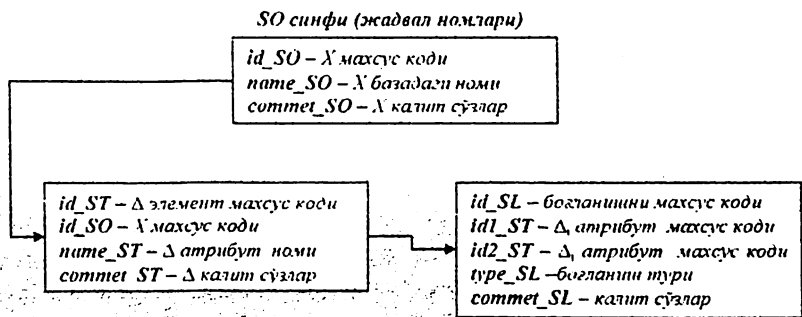 SO синфи (жадвал номлари)
id_SO – X махсус коди
name_SO – X базадаги номи
commet_SO – X калит сўзлар
id_ST – Δ элемент махсус коди
id_SO – X махсус коди
name_ST – Δ атрибут номи
commet_ST – Δ калит сўзлар
id_SL – боғланишни махсус коди
id1_ST – Δ, атрибут махсус коди
id2_ST – Δ, атрибут махсус коди
type_SL –боғланиш тури
commet_SL – калит сўзлар